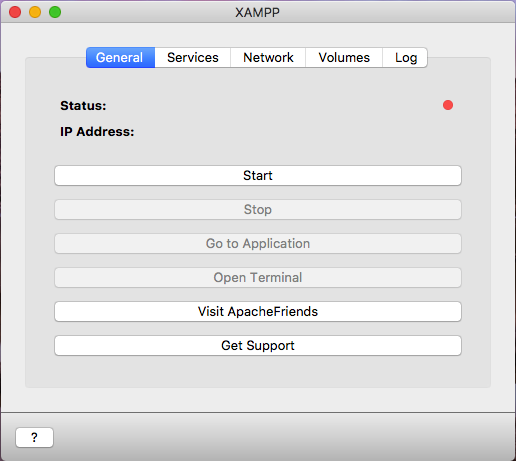 XAMPP
General Services Network Volumes Log
Status:
IP Address:
Start
Stop
Go to Application
Open Terminal
Visit ApacheFriends
Get Support
?